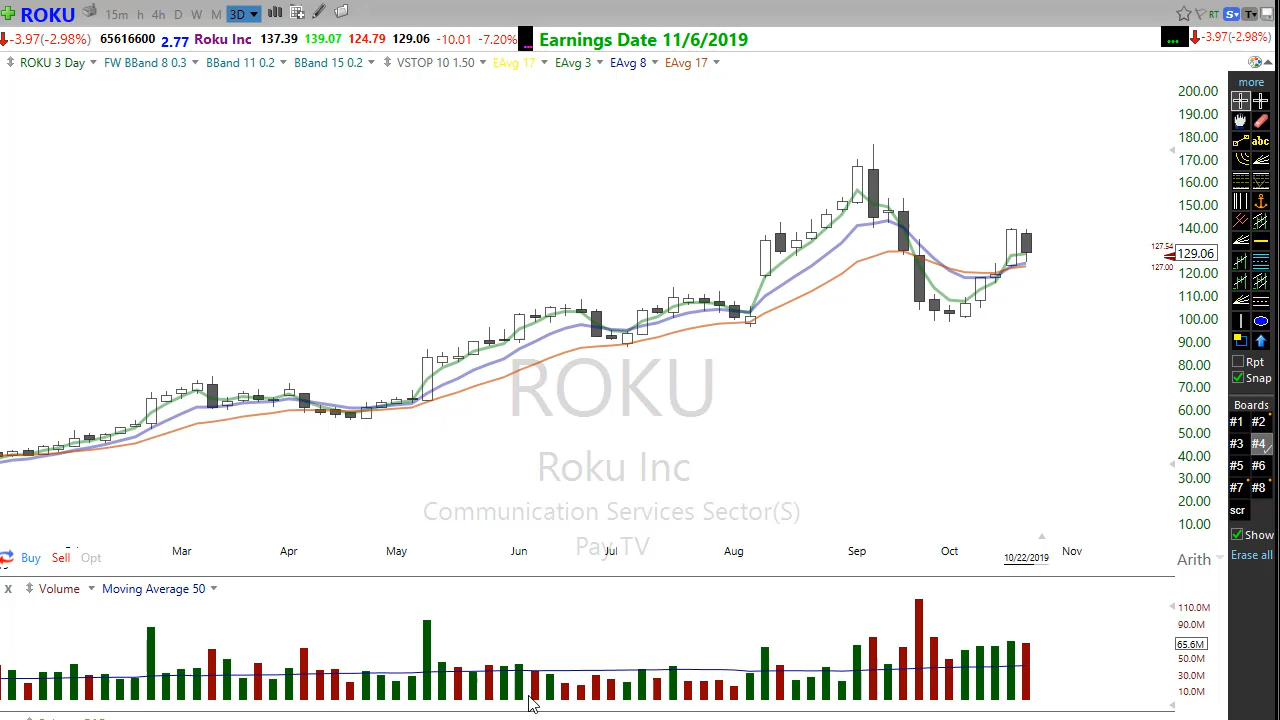 ROKU 15m h 4h D W M 3D RT S T
-3.97(-2.98%) 65616600 2.77 Roku Inc 137.39 139.07 124.79 129.06 -10.01 -7.20% ... Earnings Date 11/6/2019 ... -3.97(-2.98%)
ROKU 3 Day FW BBand 8 0.3 BBand 11 0.2 BBand 15 0.2 VSTOP 10 1.50 EAvg 17 EAvg 3 EAvg 8 EAvg 17
more
200.00
190.00
180.00
170.00
160.00
150.00
140.00
127.54
129.06
127.00
120.00
110.00
100.00
90.00
80.00
70.00
60.00
50.00
40.00
30.00
20.00
10.00
abc
Rpt
Snap
Boards
#1 #2
#3 #4
#5 #6
#7 #8
scr
Show
Erase all
ROKU
Roku Inc
Communication Services Sector(S)
Pay TV
Mar Apr May Jun Jul Aug Sep Oct 10/22/2019 Nov
Buy Sell Opt
Arith
X Volume Moving Average 50
110.0M
90.0M
65.6M
50.0M
30.0M
10.0M